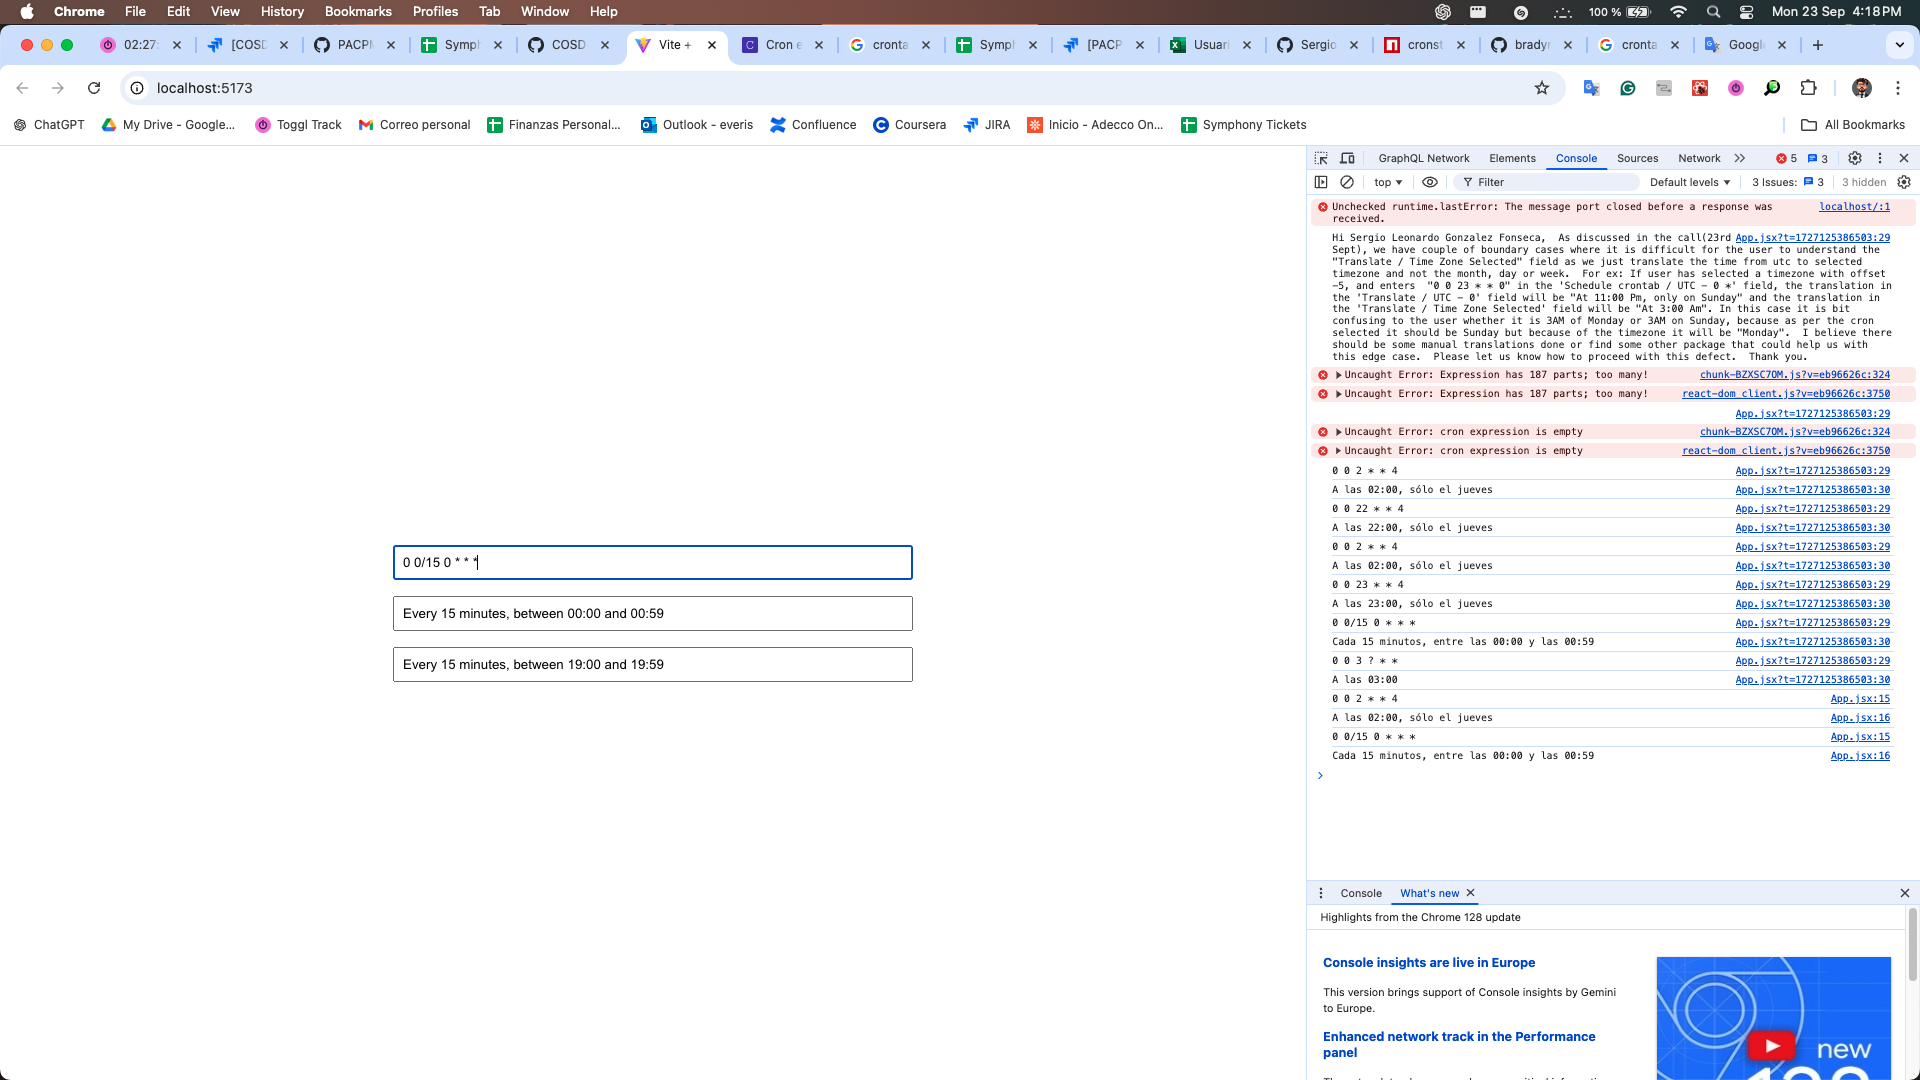 Chrome File Edit View History Bookmarks Profiles Tab Window Help 100 % Mon 23 Sep 4:18 PM
02:27: [COSD PACPM Symph COSD Vite + Cron e cronta Symph [PACP Usuari Sergio cronst bradyn cronta Google
localhost:5173
ChatGPT My Drive - Google... Toggl Track Correo personal Finanzas Personal... Outlook - everis Confluence Coursera JIRA Inicio - Adecco On... Symphony Tickets All Bookmarks
GraphQL Network Elements Console Sources Network 5 3
top Filter Default levels 3 Issues: 3 3 hidden
Unchecked runtime.lastError: The message port closed before a response was localhost/:1
received.
Hi Sergio Leonardo Gonzalez Fonseca, As discussed in the call(23rd App.jsx?t=1727125386503:29
Sept), we have couple of boundary cases where it is difficult for the user to understand the
"Translate / Time Zone Selected" field as we just translate the time from utc to selected
timezone and not the month, day or week. For ex: If user has selected a timezone with offset
-5, and enters "0 0 23 * * 0" in the 'Schedule crontab / UTC - 0 *' field, the translation in
the 'Translate / UTC - 0' field will be "At 11:00 Pm, only on Sunday" and the translation in
the 'Translate / Time Zone Selected' field will be "At 3:00 Am". In this case it is bit
confusing to the user whether it is 3AM of Monday or 3AM on Sunday, because as per the cron
selected it should be Sunday but because of the timezone it will be "Monday". I believe there
should be some manual translations done or find some other package that could help us with
this edge case. Please let us know how to proceed with this defect. Thank you.
Uncaught Error: Expression has 187 parts; too many! chunk-BZXSC7OM.js?v=eb96626c:324
Uncaught Error: Expression has 187 parts; too many! react-dom_client.js?v=eb96626c:3750
App.jsx?t=1727125386503:29
Uncaught Error: cron expression is empty chunk-BZXSC7OM.js?v=eb96626c:324
Uncaught Error: cron expression is empty react-dom_client.js?v=eb96626c:3750
0 0 2 * * 4 App.jsx?t=1727125386503:29
A las 02:00, sólo el jueves App.jsx?t=1727125386503:30
0 0 22 * * 4 App.jsx?t=1727125386503:29
A las 22:00, sólo el jueves App.jsx?t=1727125386503:30
0 0 2 * * 4 App.jsx?t=1727125386503:29
A las 02:00, sólo el jueves App.jsx?t=1727125386503:30
0 0 23 * * 4 App.jsx?t=1727125386503:29
A las 23:00, sólo el jueves App.jsx?t=1727125386503:30
0 0/15 0 * * * App.jsx?t=1727125386503:29
Cada 15 minutos, entre las 00:00 y las 00:59 App.jsx?t=1727125386503:30
0 0 3 ? * * App.jsx?t=1727125386503:29
A las 03:00 App.jsx?t=1727125386503:30
0 0 2 * * 4 App.jsx:15
A las 02:00, sólo el jueves App.jsx:16
0 0/15 0 * * * App.jsx:15
Cada 15 minutos, entre las 00:00 y las 00:59 App.jsx:16
0 0/15 0 * * *
Every 15 minutes, between 00:00 and 00:59
Every 15 minutes, between 19:00 and 19:59
Console What's new
Highlights from the Chrome 128 update
Console insights are live in Europe
This version brings support of Console insights by Gemini
to Europe.
Enhanced network track in the Performance
panel
new